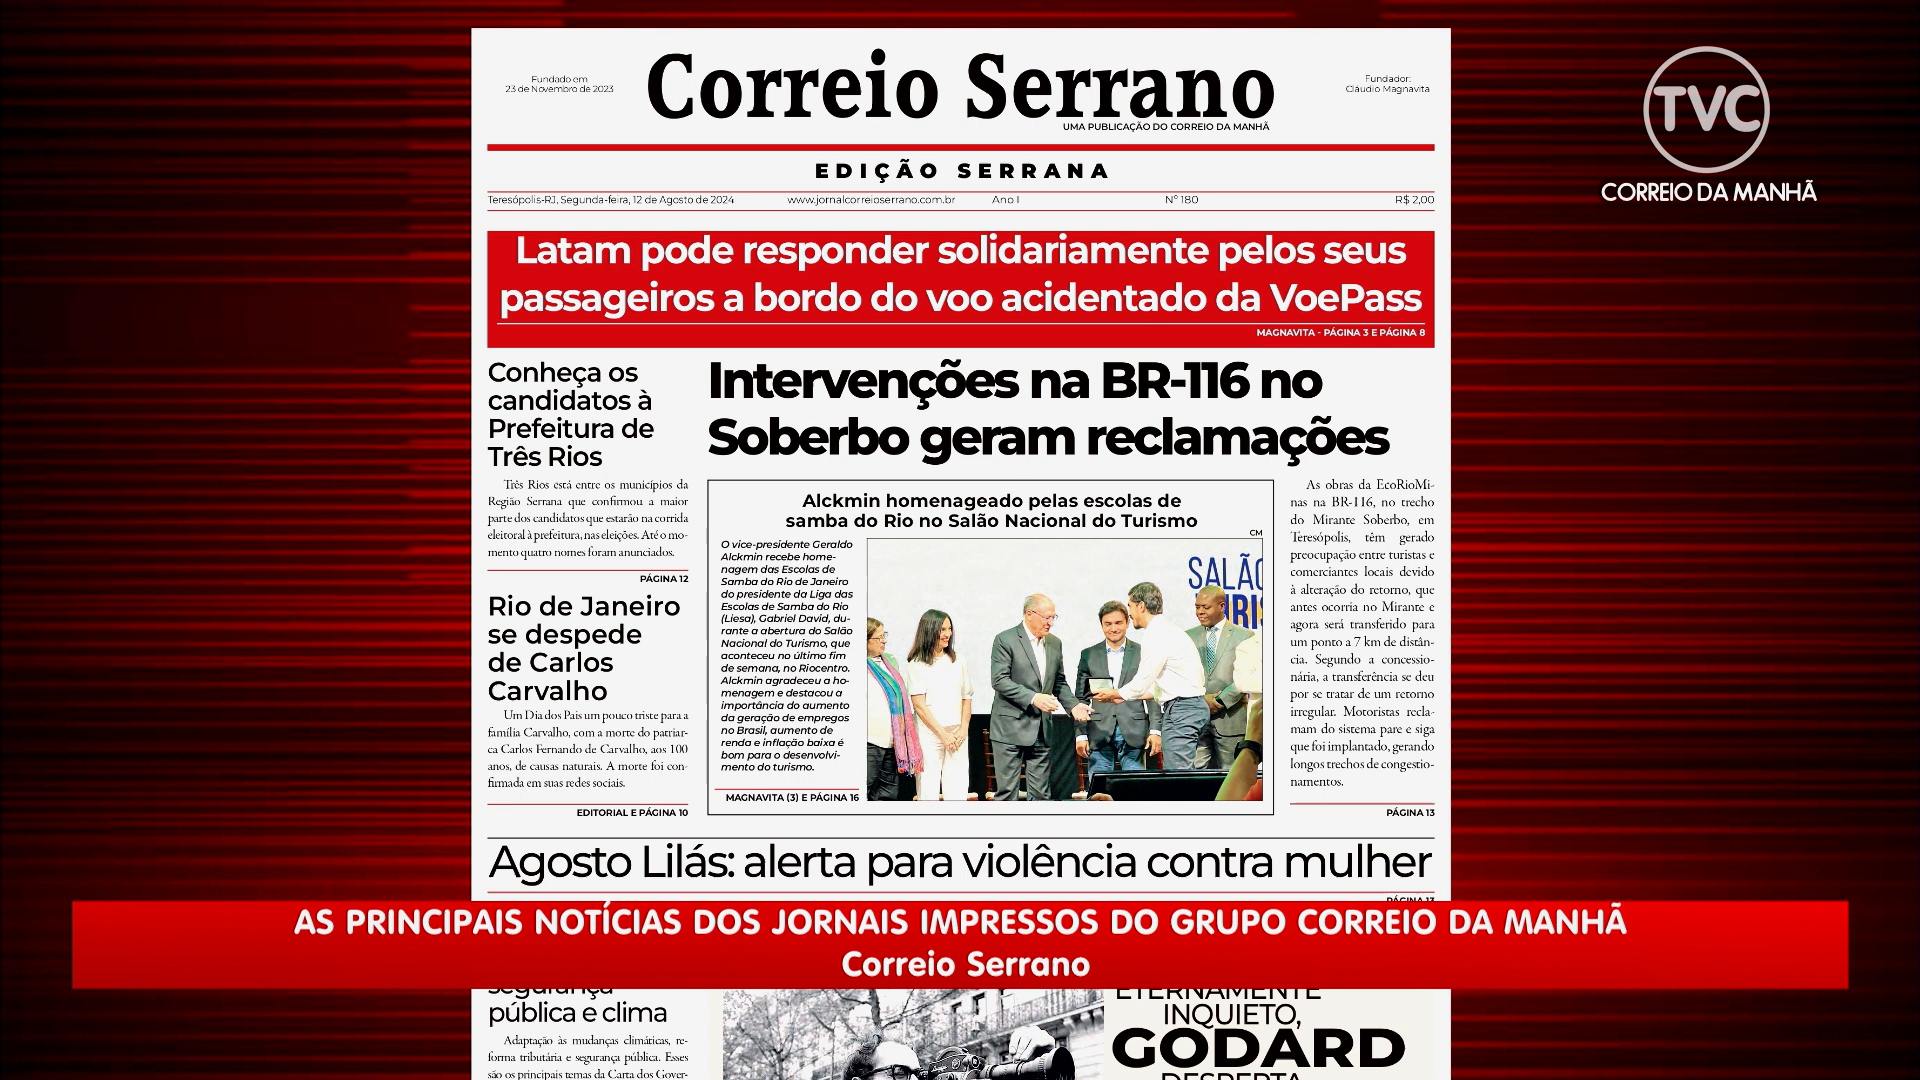 Fundado em
23 de Novembro de 2023
Correio Serrano
UMA PUBLICAÇÃO DO CORREIO DA MANHÃ
Fundador:
Cláudio Magnavita
TVC
CORREIO DA MANHÃ
EDIÇÃO SERRANA
Teresópolis-RJ, Segunda-feira, 12 de Agosto de 2024 www.jornalcorreioserrano.com.br Ano I Nº 180 R$ 2,00
Latam pode responder solidariamente pelos seus
passageiros a bordo do voo acidentado da VoePass
MAGNAVITA - PÁGINA 3 E PÁGINA 8
Conheça os
candidatos à
Prefeitura de
Três Rios
Três Rios está entre os municípios da
Região Serrana que confirmou a maior
parte dos candidatos que estarão na corrida
eleitoral à prefeitura, nas eleições. Até o mo-
mento quatro nomes foram anunciados.
PÁGINA 12
Rio de Janeiro
se despede
de Carlos
Carvalho
Um Dia dos Pais um pouco triste para a
família Carvalho, com a morte do patriar-
ca Carlos Fernando de Carvalho, aos 100
anos, de causas naturais. A morte foi con-
firmada em suas redes sociais.
EDITORIAL E PÁGINA 10
Intervenções na BR-116 no
Soberbo geram reclamações
Alckmin homenageado pelas escolas de
samba do Rio no Salão Nacional do Turismo
CM
O vice-presidente Geraldo
Alckmin recebe home-
nagem das Escolas de
Samba do Rio de Janeiro
do presidente da Liga das
Escolas de Samba do Rio
(Liesa), Gabriel David, du-
rante a abertura do Salão
Nacional do Turismo, que
aconteceu no último fim
de semana, no Riocentro.
Alckmin agradeceu a ho-
menagem e destacou a
importância do aumento
da geração de empregos
no Brasil, aumento de
renda e inflação baixa é
bom para o desenvolvi-
mento do turismo.
MAGNAVITA (3) E PÁGINA 16
SALÃO
As obras da EcoRioMi-
nas na BR-116, no trecho
do Mirante Soberbo, em
Teresópolis, têm gerado
preocupação entre turistas e
comerciantes locais devido
à alteração do retorno, que
antes ocorria no Mirante e
agora será transferido para
um ponto a 7 km de distân-
cia. Segundo a concessio-
nária, a transferência se deu
por se tratar de um retorno
irregular. Motoristas recla-
mam do sistema pare e siga
que foi implantado, gerando
longos trechos de congestio-
namentos.
PÁGINA 13
Agosto Lilás: alerta para violência contra mulher
PÁGINA 13
AS PRINCIPAIS NOTÍCIAS DOS JORNAIS IMPRESSOS DO GRUPO CORREIO DA MANHÃ
Correio Serrano
segurança
pública e clima
Adaptação às mudanças climáticas, re-
forma tributária e segurança pública. Esses
são os principais temas da Carta dos Gover-
ETERNAMENTE
INQUIETO,
GODARD
DESPERTA